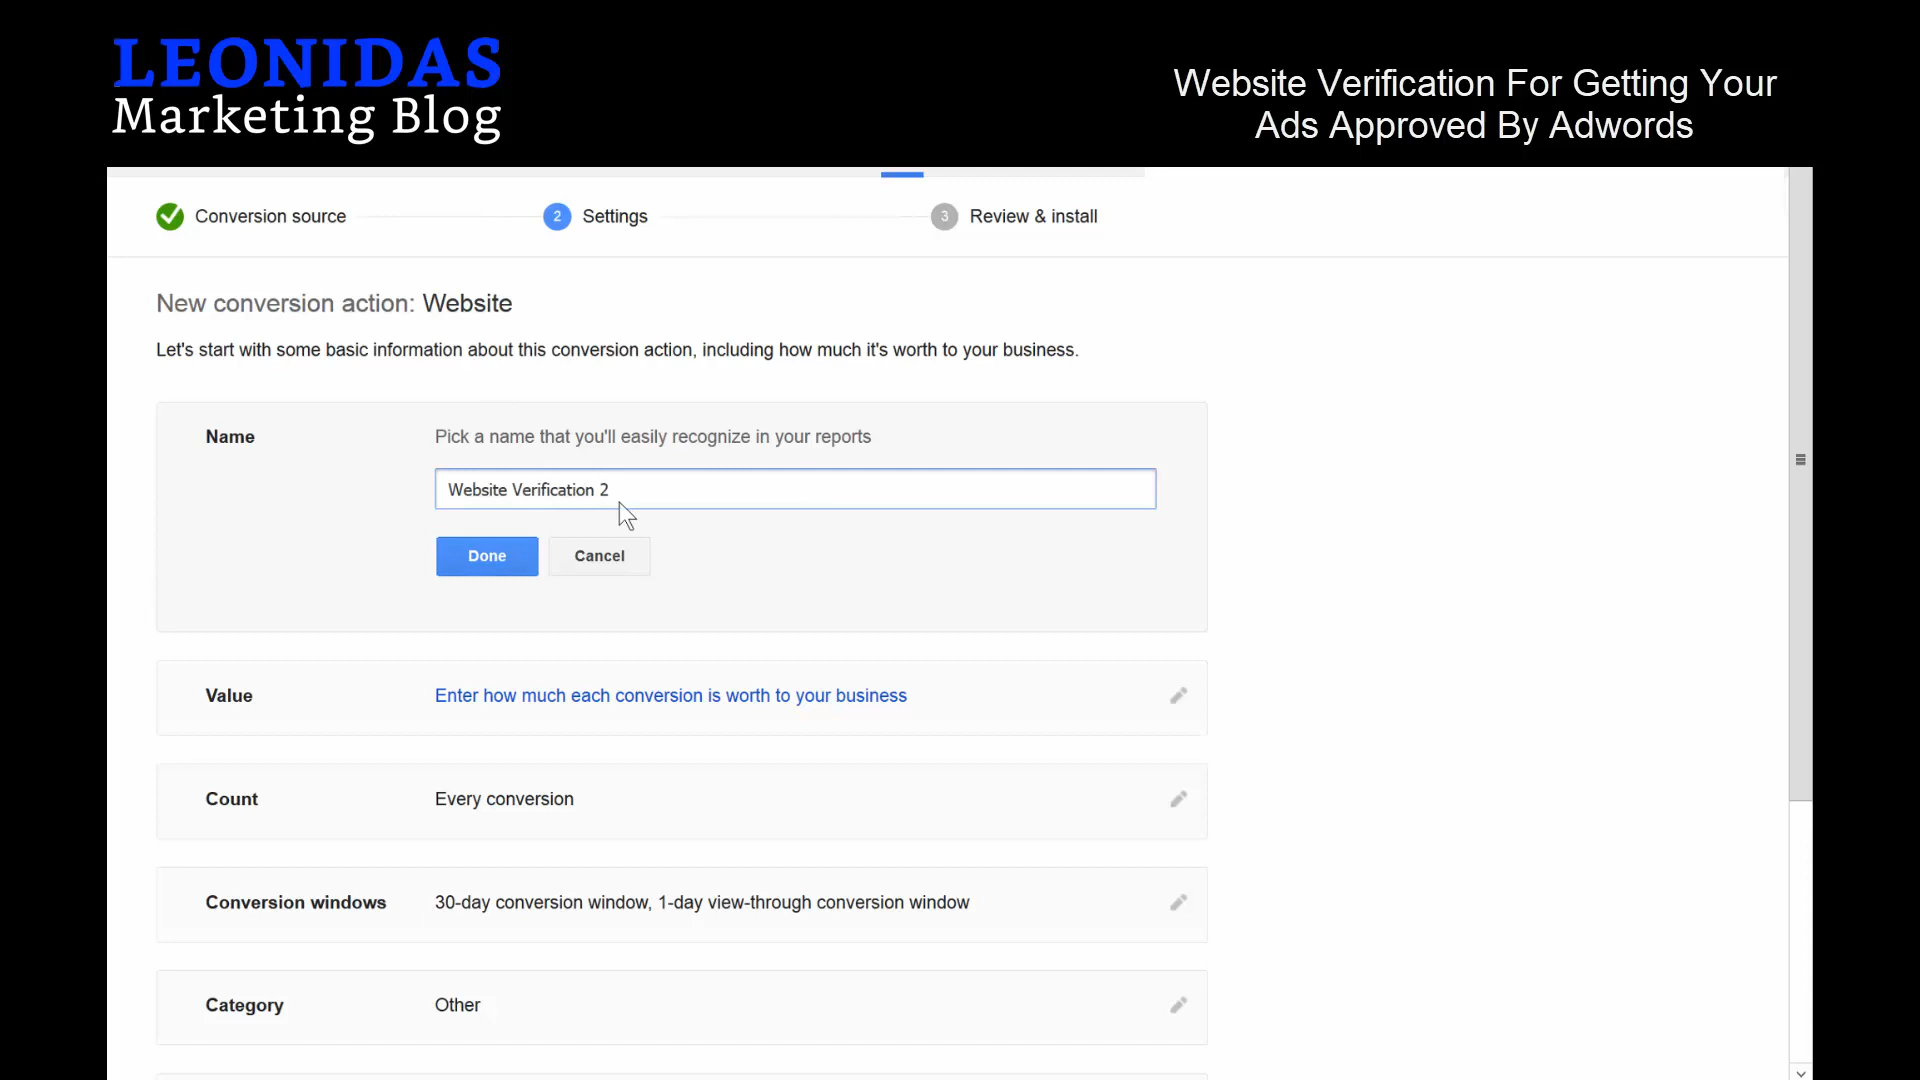 LEONIDAS
Marketing Blog
Website Verification For Getting Your
Ads Approved By Adwords
Conversion source
2 Settings
3 Review & install
New conversion action: Website
Let's start with some basic information about this conversion action, including how much it's worth to your business.
Name
Pick a name that you'll easily recognize in your reports
Website Verification 2
Done
Cancel
Value
Enter how much each conversion is worth to your business
Count
Every conversion
Conversion windows
30-day conversion window, 1-day view-through conversion window
Category
Other